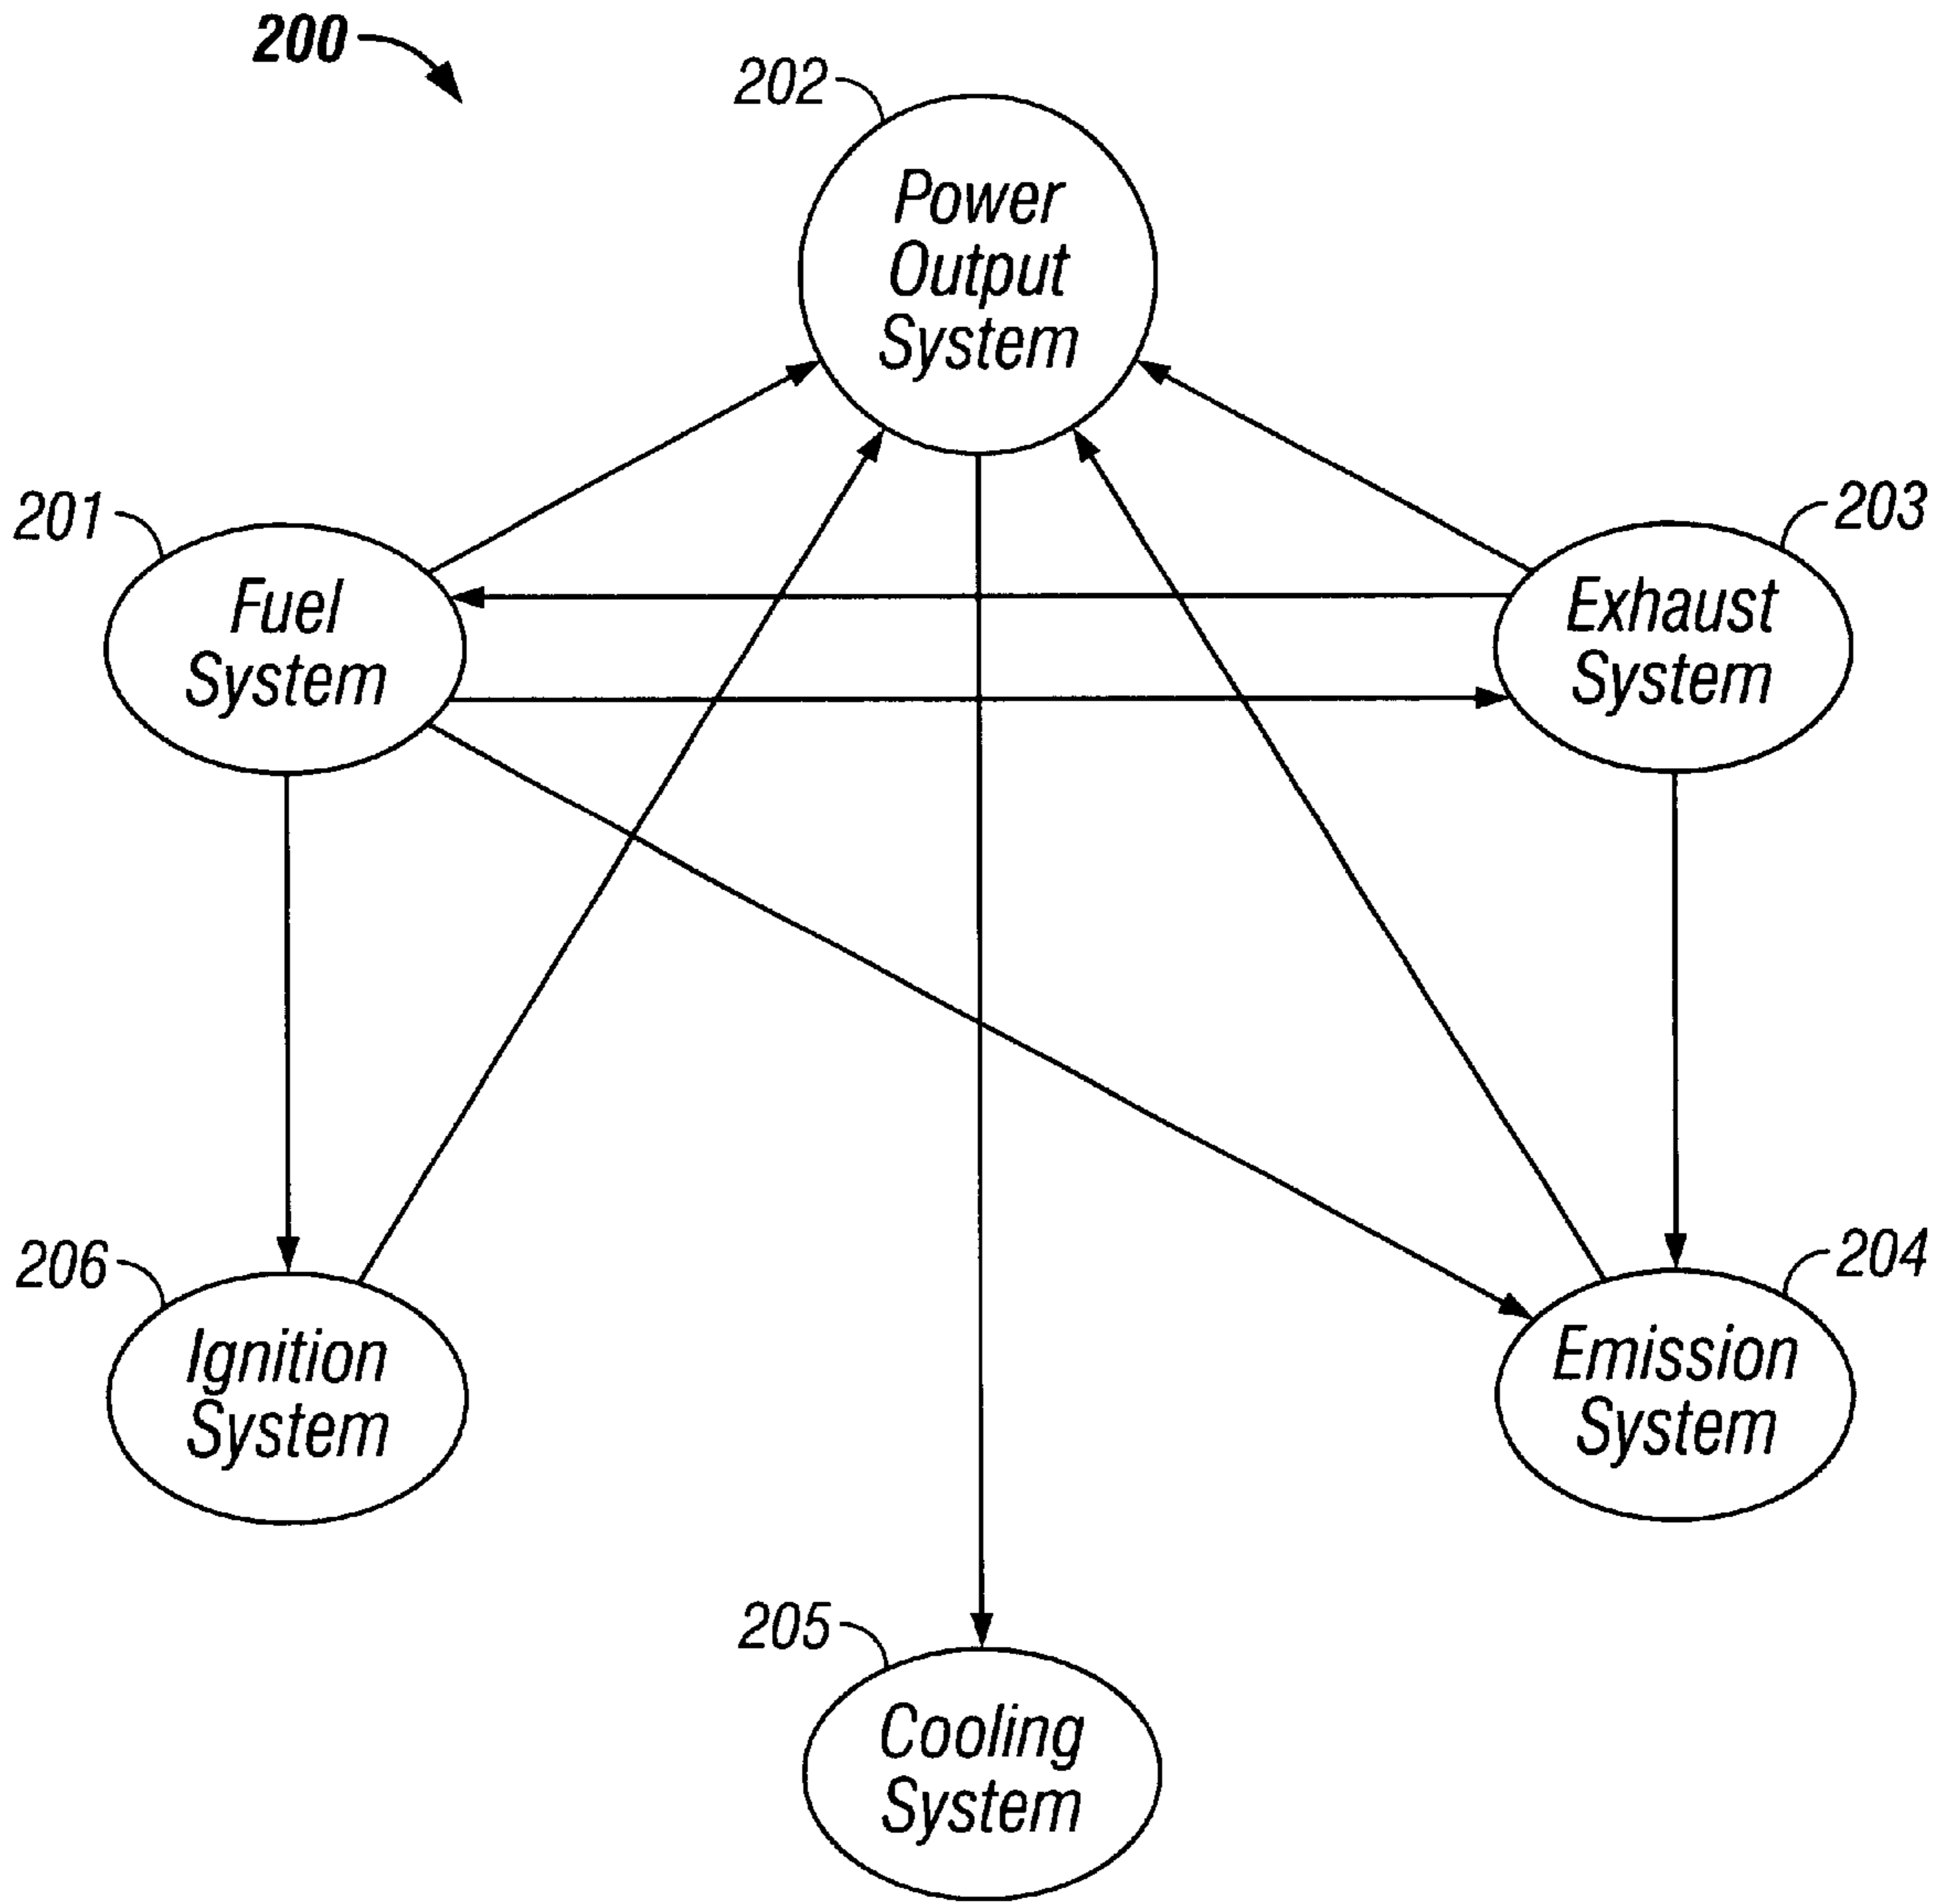 200
202
Power
Output
System
201
Fuel
System
203
Exhaust
System
206
Ignition
System
204
Emission
System
205
Cooling
System